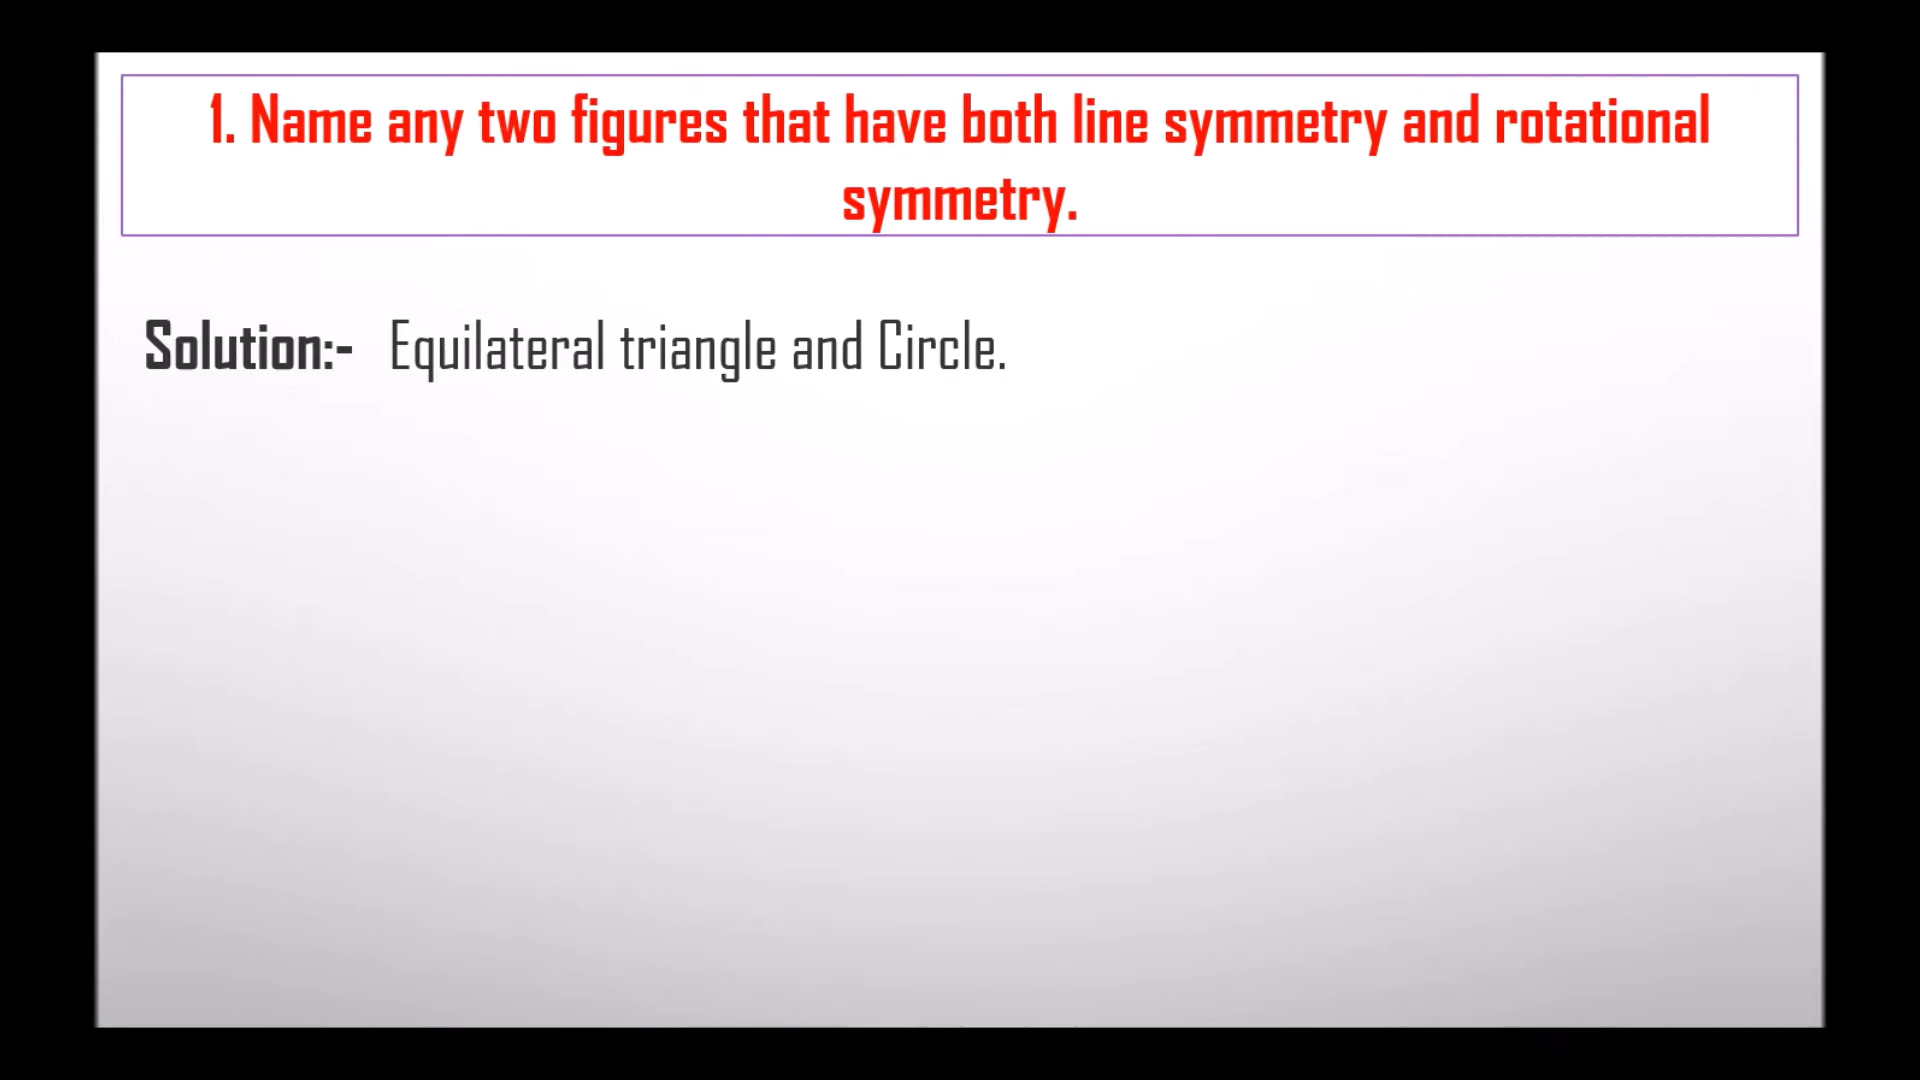 1. Name any two figures that have both line symmetry and rotational
symmetry.
Solution:- Equilateral triangle and Circle.